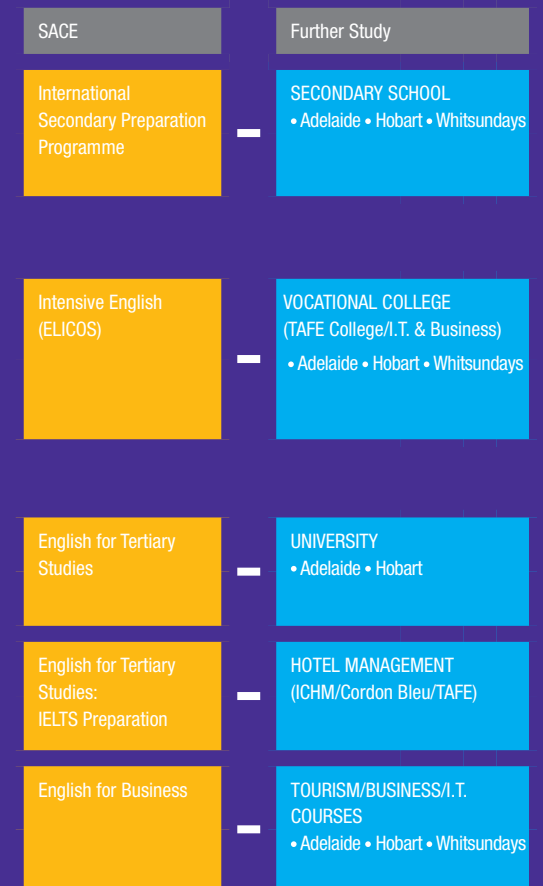 SACE
Further Study
International
Secondary Preparation
Programme
SECONDARY SCHOOL
• Adelaide • Hobart • Whitsundays
Intensive English
(ELICOS)
VOCATIONAL COLLEGE
(TAFE College/I.T. & Business)
• Adelaide • Hobart • Whitsundays
English for Tertiary
Studies
UNIVERSITY
• Adelaide • Hobart
English for Tertiary
Studies:
IELTS Preparation
HOTEL MANAGEMENT
(ICHM/Cordon Bleu/TAFE)
English for Business
TOURISM/BUSINESS/I.T.
COURSES
• Adelaide • Hobart • Whitsundays